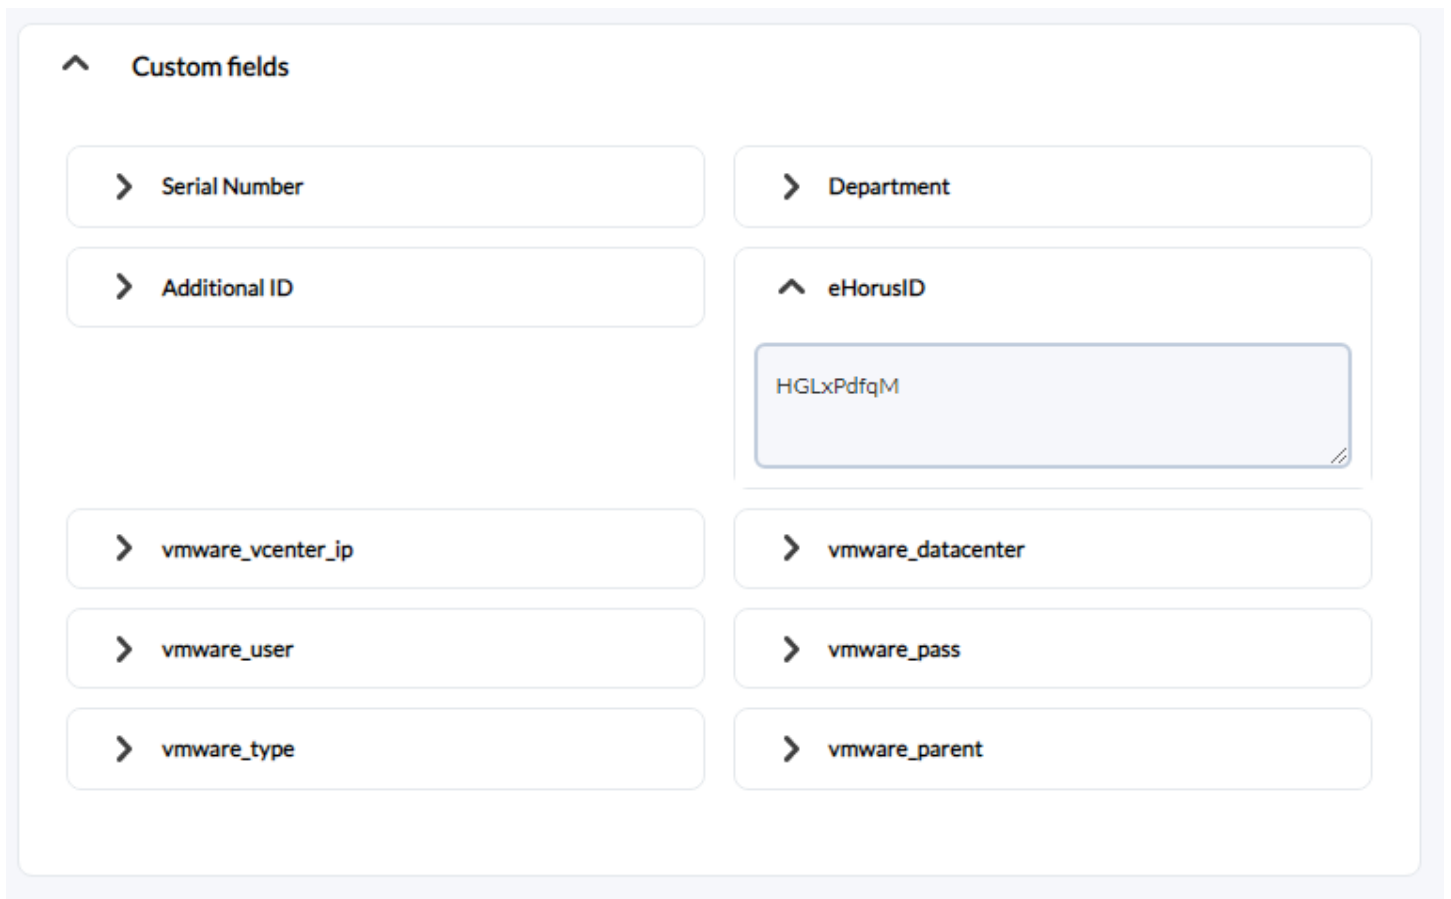 Custom fields
Serial Number
Department
Additional ID
eHorusID
HGLxPdfqM
vmware_vcenter_ip
vmware_datacenter
vmware_user
vmware_pass
vmware_type
vmware_parent